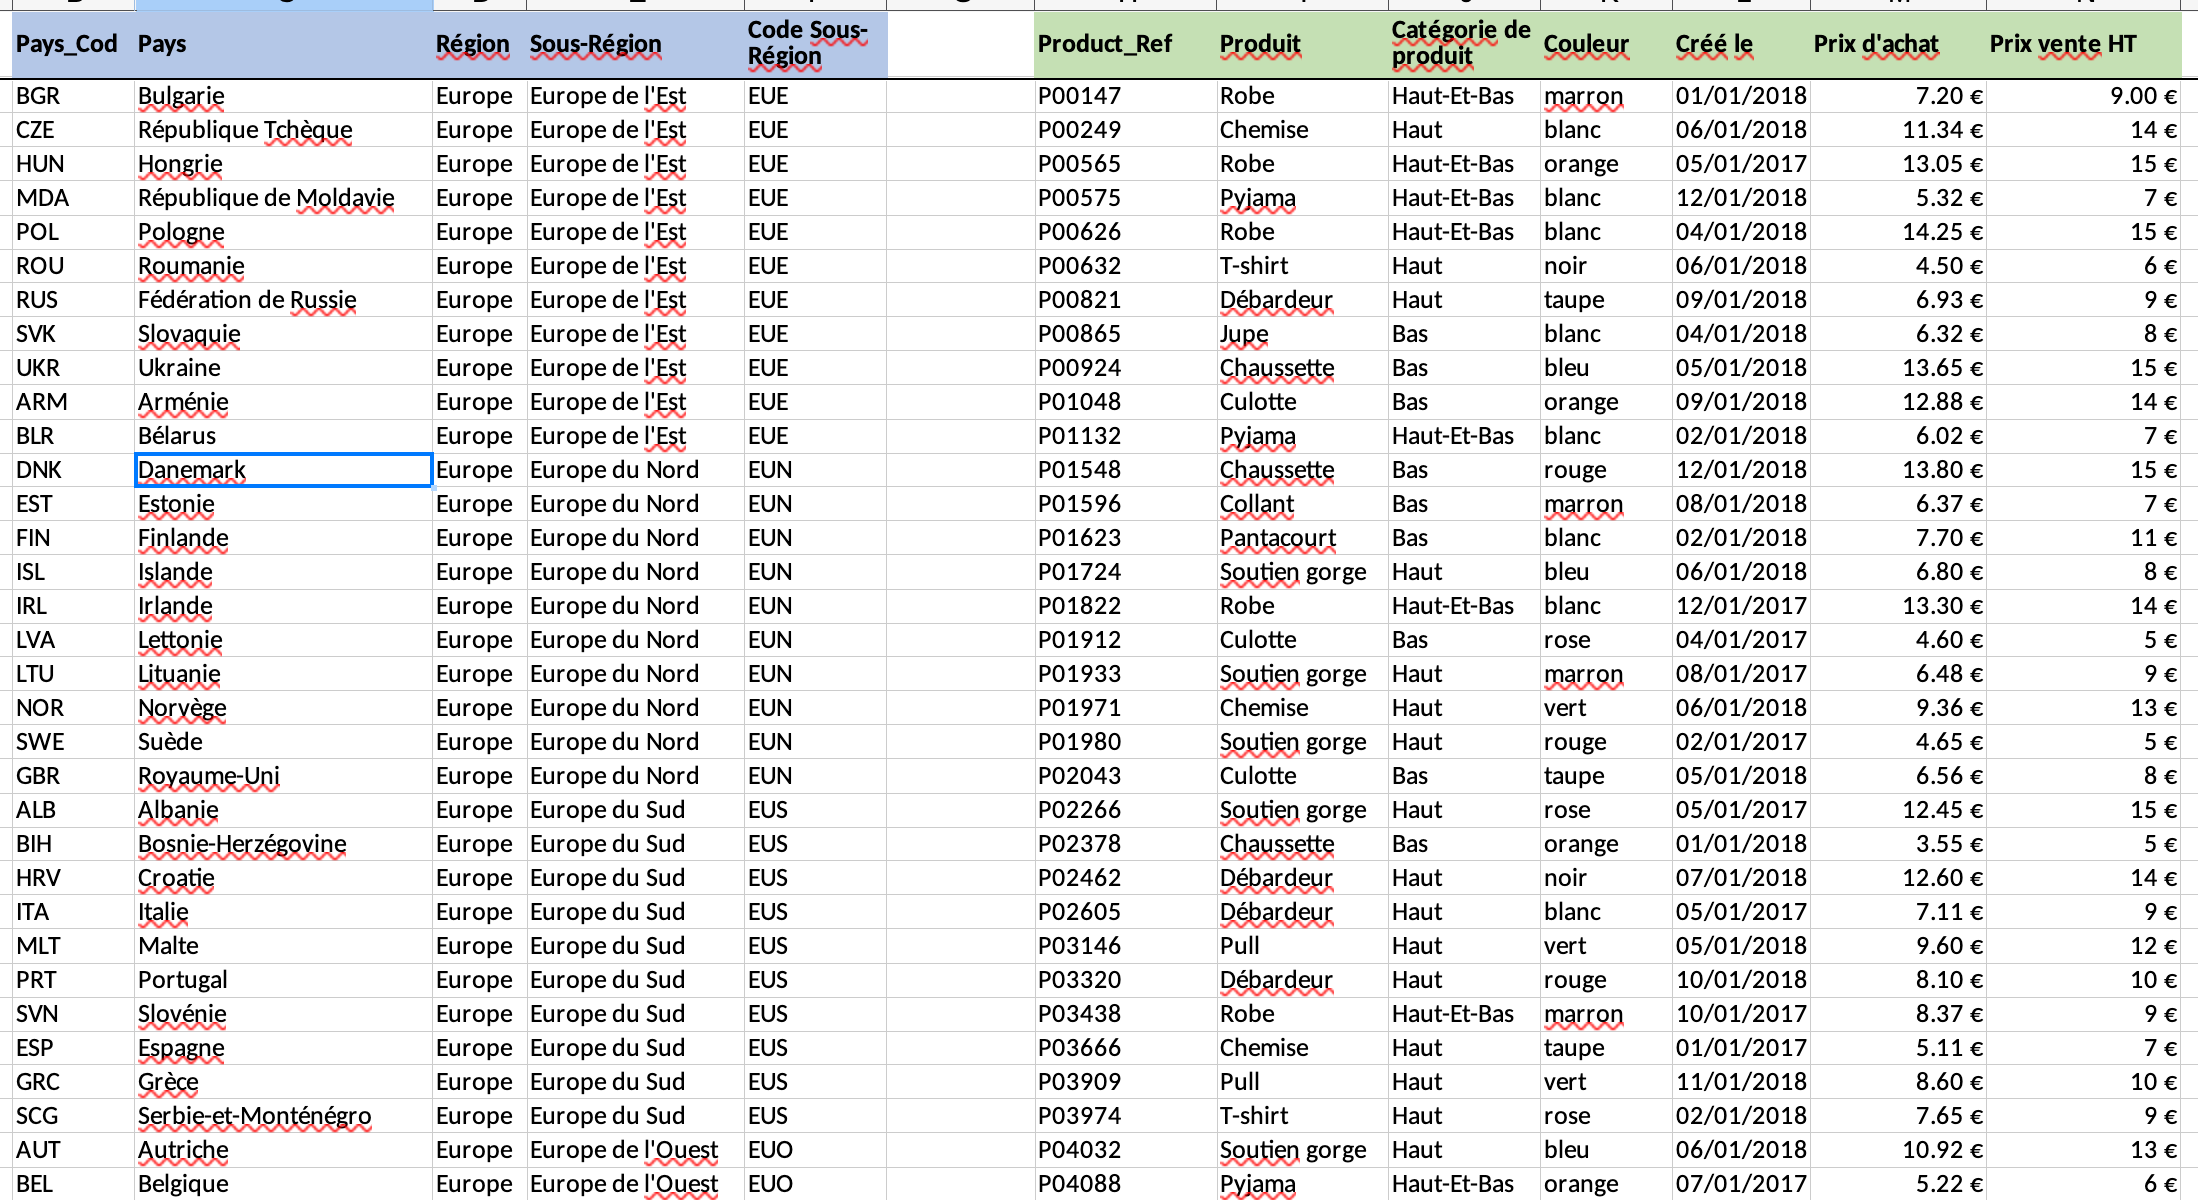 Pays_Cod Pays Région Sous-Région Code Sous-Région Product_Ref Produit Catégorie de produit Couleur Créé le Prix d'achat Prix vente HT
BGR Bulgarie Europe Europe de l'Est EUE P00147 Robe Haut-Et-Bas marron 01/01/2018 7.20 € 9.00 €
CZE République Tchèque Europe Europe de l'Est EUE P00249 Chemise Haut blanc 06/01/2018 11.34 € 14 €
HUN Hongrie Europe Europe de l'Est EUE P00565 Robe Haut-Et-Bas orange 05/01/2017 13.05 € 15 €
MDA République de Moldavie Europe Europe de l'Est EUE P00575 Pyjama Haut-Et-Bas blanc 12/01/2018 5.32 € 7 €
POL Pologne Europe Europe de l'Est EUE P00626 Robe Haut-Et-Bas blanc 04/01/2018 14.25 € 15 €
ROU Roumanie Europe Europe de l'Est EUE P00632 T-shirt Haut noir 06/01/2018 4.50 € 6 €
RUS Fédération de Russie Europe Europe de l'Est EUE P00821 Débardeur Haut taupe 09/01/2018 6.93 € 9 €
SVK Slovaquie Europe Europe de l'Est EUE P00865 Jupe Bas blanc 04/01/2018 6.32 € 8 €
UKR Ukraine Europe Europe de l'Est EUE P00924 Chaussette Bas bleu 05/01/2018 13.65 € 15 €
ARM Arménie Europe Europe de l'Est EUE P01048 Culotte Bas orange 09/01/2018 12.88 € 14 €
BLR Bélarus Europe Europe de l'Est EUE P01132 Pyjama Haut-Et-Bas blanc 02/01/2018 6.02 € 7 €
DNK Danemark Europe Europe du Nord EUN P01548 Chaussette Bas rouge 12/01/2018 13.80 € 15 €
EST Estonie Europe Europe du Nord EUN P01596 Collant Bas marron 08/01/2018 6.37 € 7 €
FIN Finlande Europe Europe du Nord EUN P01623 Pantacourt Bas blanc 02/01/2018 7.70 € 11 €
ISL Islande Europe Europe du Nord EUN P01724 Soutien gorge Haut bleu 06/01/2018 6.80 € 8 €
IRL Irlande Europe Europe du Nord EUN P01822 Robe Haut-Et-Bas blanc 12/01/2017 13.30 € 14 €
LVA Lettonie Europe Europe du Nord EUN P01912 Culotte Bas rose 04/01/2017 4.60 € 5 €
LTU Lituanie Europe Europe du Nord EUN P01933 Soutien gorge Haut marron 08/01/2017 6.48 € 9 €
NOR Norvège Europe Europe du Nord EUN P01971 Chemise Haut vert 06/01/2018 9.36 € 13 €
SWE Suède Europe Europe du Nord EUN P01980 Soutien gorge Haut rouge 02/01/2017 4.65 € 5 €
GBR Royaume-Uni Europe Europe du Nord EUN P02043 Culotte Bas taupe 05/01/2018 6.56 € 8 €
ALB Albanie Europe Europe du Sud EUS P02266 Soutien gorge Haut rose 05/01/2017 12.45 € 15 €
BIH Bosnie-Herzégovine Europe Europe du Sud EUS P02378 Chaussette Bas orange 01/01/2018 3.55 € 5 €
HRV Croatie Europe Europe du Sud EUS P02462 Débardeur Haut noir 07/01/2018 12.60 € 14 €
ITA Italie Europe Europe du Sud EUS P02605 Débardeur Haut blanc 05/01/2017 7.11 € 9 €
MLT Malte Europe Europe du Sud EUS P03146 Pull Haut vert 05/01/2018 9.60 € 12 €
PRT Portugal Europe Europe du Sud EUS P03320 Débardeur Haut rouge 10/01/2018 8.10 € 10 €
SVN Slovénie Europe Europe du Sud EUS P03438 Robe Haut-Et-Bas marron 10/01/2017 8.37 € 9 €
ESP Espagne Europe Europe du Sud EUS P03666 Chemise Haut taupe 01/01/2017 5.11 € 7 €
GRC Grèce Europe Europe du Sud EUS P03909 Pull Haut vert 11/01/2018 8.60 € 10 €
SCG Serbie-et-Monténégro Europe Europe du Sud EUS P03974 T-shirt Haut rose 02/01/2018 7.65 € 9 €
AUT Autriche Europe Europe de l'Ouest EUO P04032 Soutien gorge Haut bleu 06/01/2018 10.92 € 13 €
BEL Belgique Europe Europe de l'Ouest EUO P04088 Pyjama Haut-Et-Bas orange 07/01/2017 5.22 € 6 €